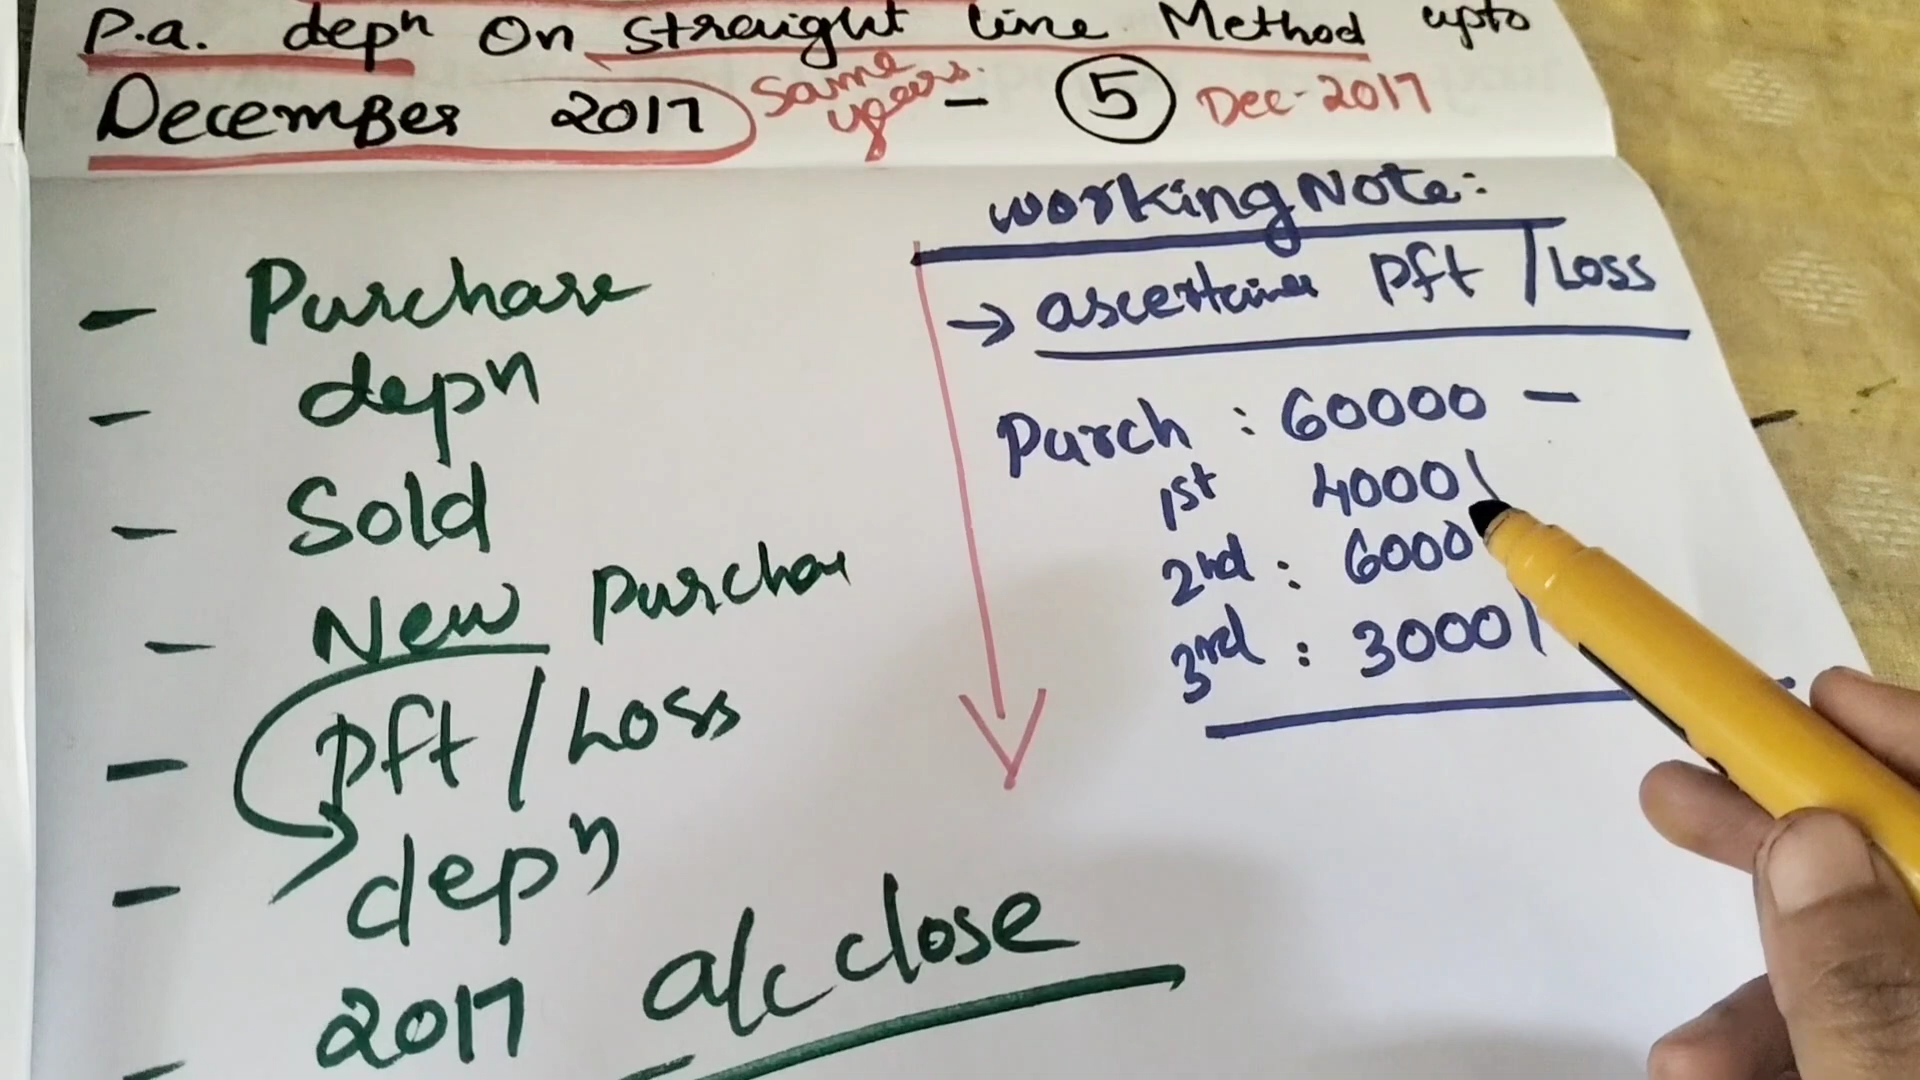 P.a. depn On straight line Method upto
December 2017 Same years. - 5 Dec-2017
- Purchase
- depn
- Sold
- New Purchase
- pft/Loss
- depn
2017
a/c close
Working Note:
→ ascertaine pft/Loss
Purch : 60000 -
1st 4000
2nd : 6000
3rd : 3000